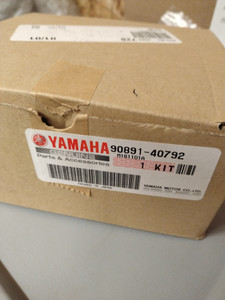 YAMAHA 90891-40792
GENUINE
Parts & Accessories
1 KIT
YAMAHA MOTOR CO.,LTD.